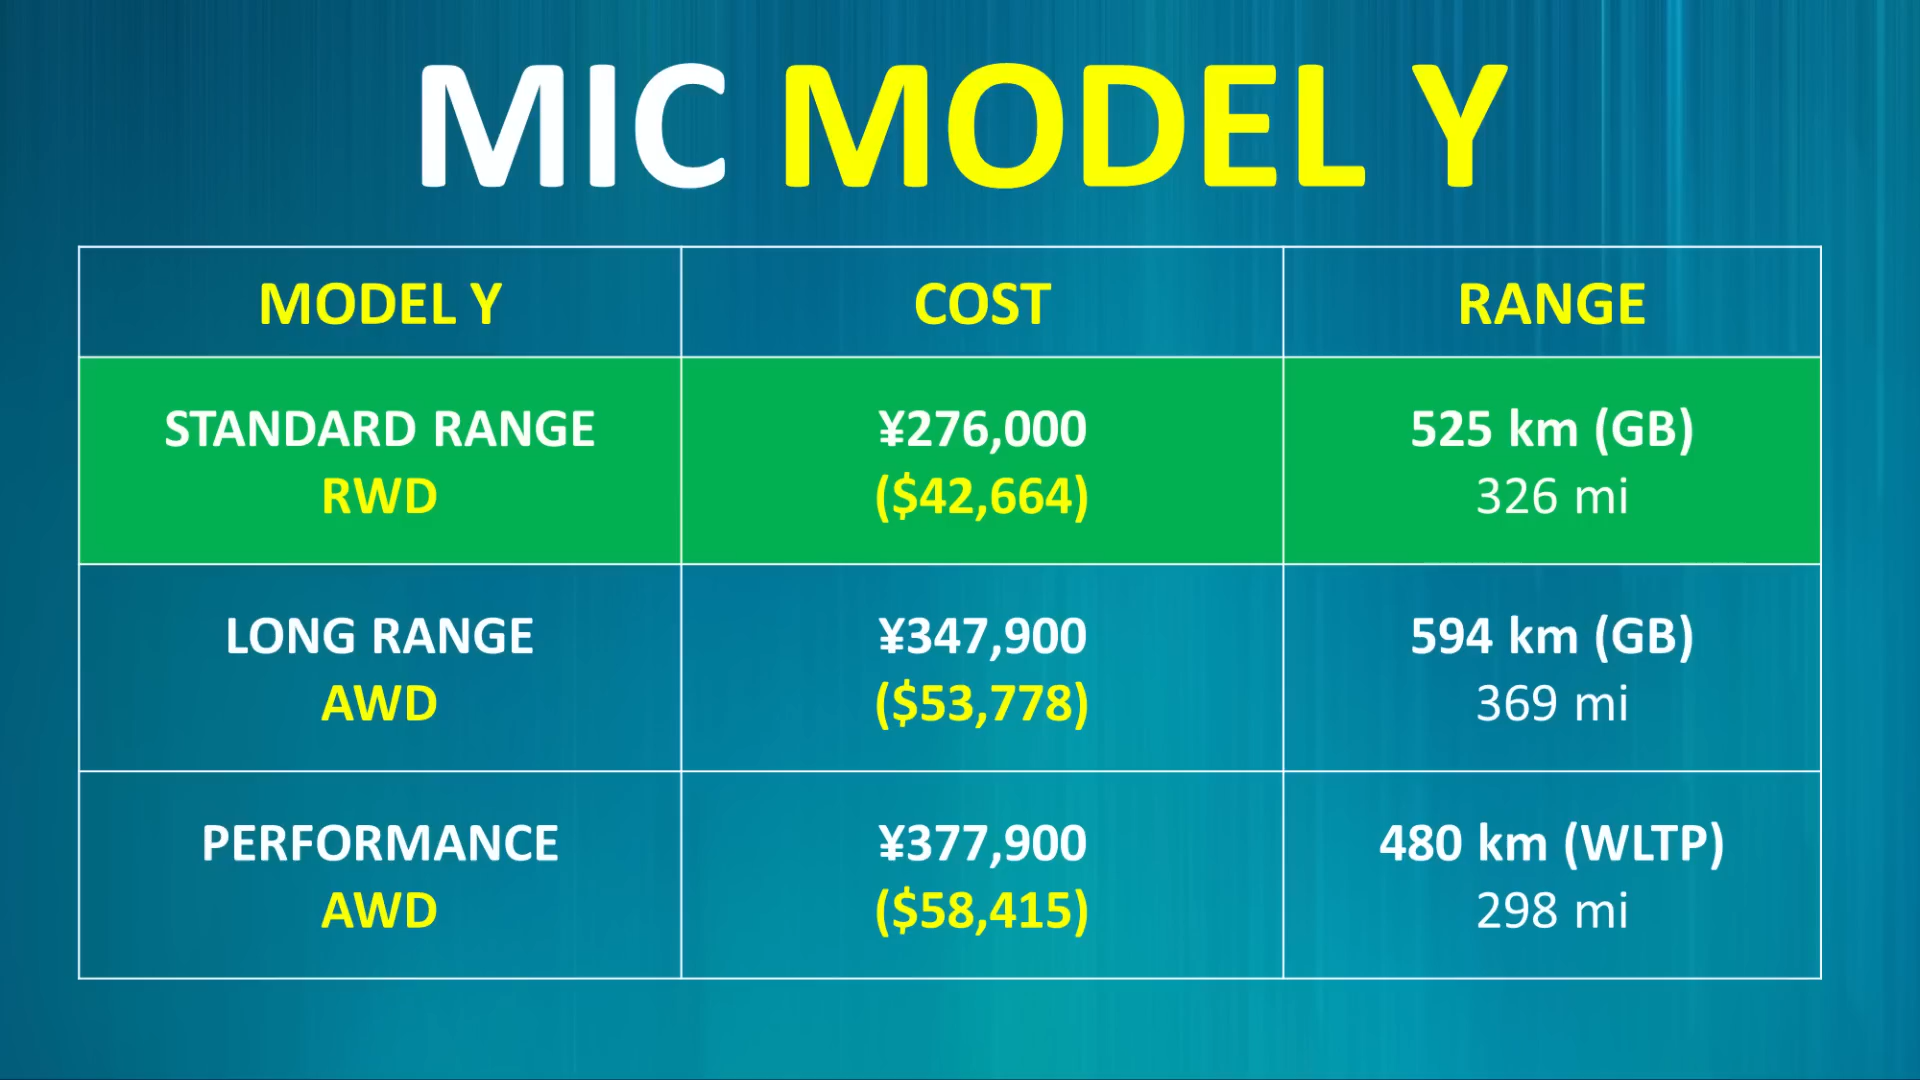 MIC MODEL Y
MODEL Y
COST
RANGE
STANDARD RANGE
RWD
¥276,000
($42,664)
525 km (GB)
326 mi
LONG RANGE
AWD
¥347,900
($53,778)
594 km (GB)
369 mi
PERFORMANCE
AWD
¥377,900
($58,415)
480 km (WLTP)
298 mi